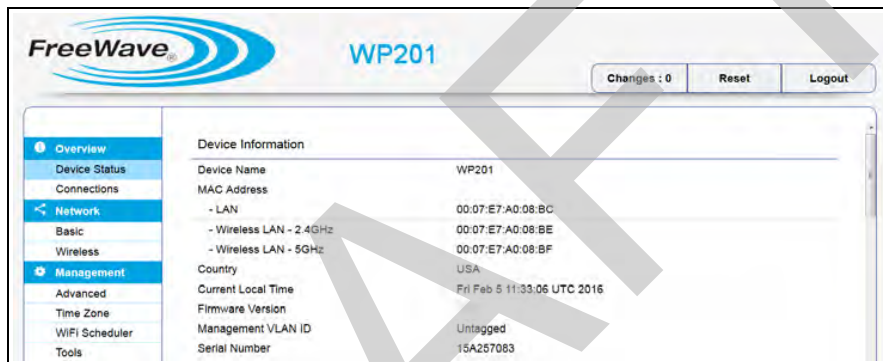 FreeWave®
WP201
Changes : 0 Reset Logout
Overview
Device Status
Connections
Network
Basic
Wireless
Management
Advanced
Time Zone
WiFi Scheduler
Tools
Device Information
Device Name WP201
MAC Address
- LAN 00:07:E7:A0:08:BC
- Wireless LAN - 2.4GHz 00:07:E7:A0:08:BE
- Wireless LAN - 5GHz 00:07:E7:A0:08:BF
Country USA
Current Local Time Fri Feb 5 11:33:06 UTC 2016
Firmware Version
Management VLAN ID Untagged
Serial Number 15A257083